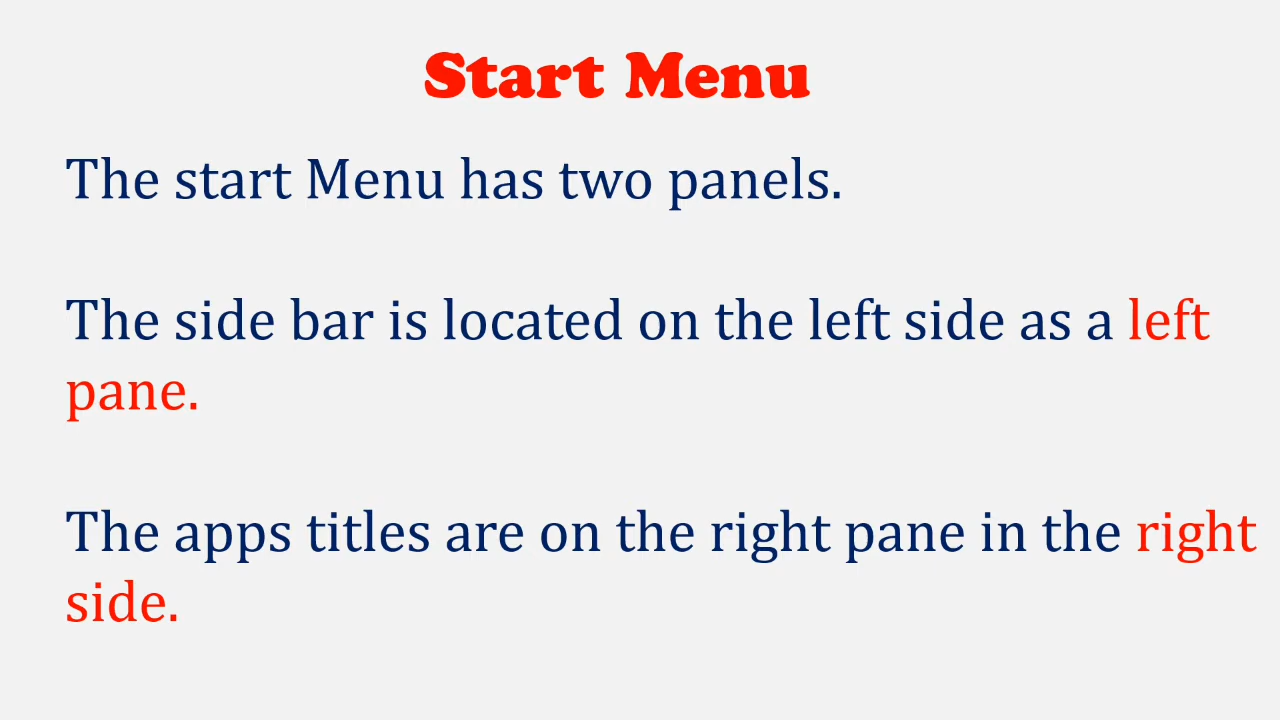 Start Menu
The start Menu has two panels.
The side bar is located on the left side as a left
pane.
The apps titles are on the right pane in the right
side.